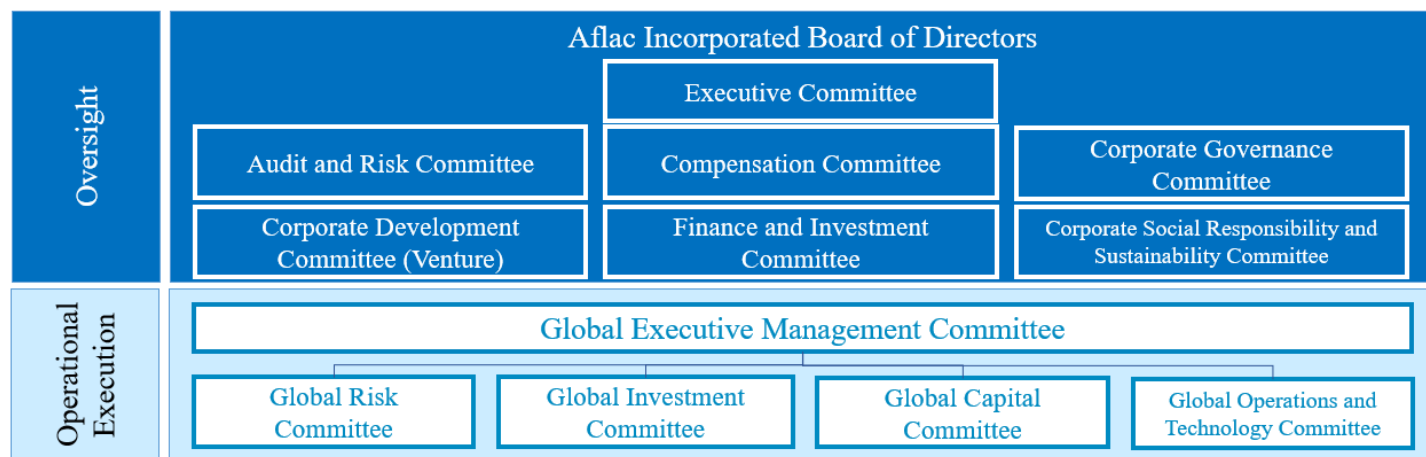 Oversight
Aflac Incorporated Board of Directors
Executive Committee
Audit and Risk Committee
Compensation Committee
Corporate Governance
Committee
Corporate Development
Committee (Venture)
Finance and Investment
Committee
Corporate Social Responsibility and
Sustainability Committee
Operational
Execution
Global Executive Management Committee
Global Risk
Committee
Global Investment
Committee
Global Capital
Committee
Global Operations and
Technology Committee